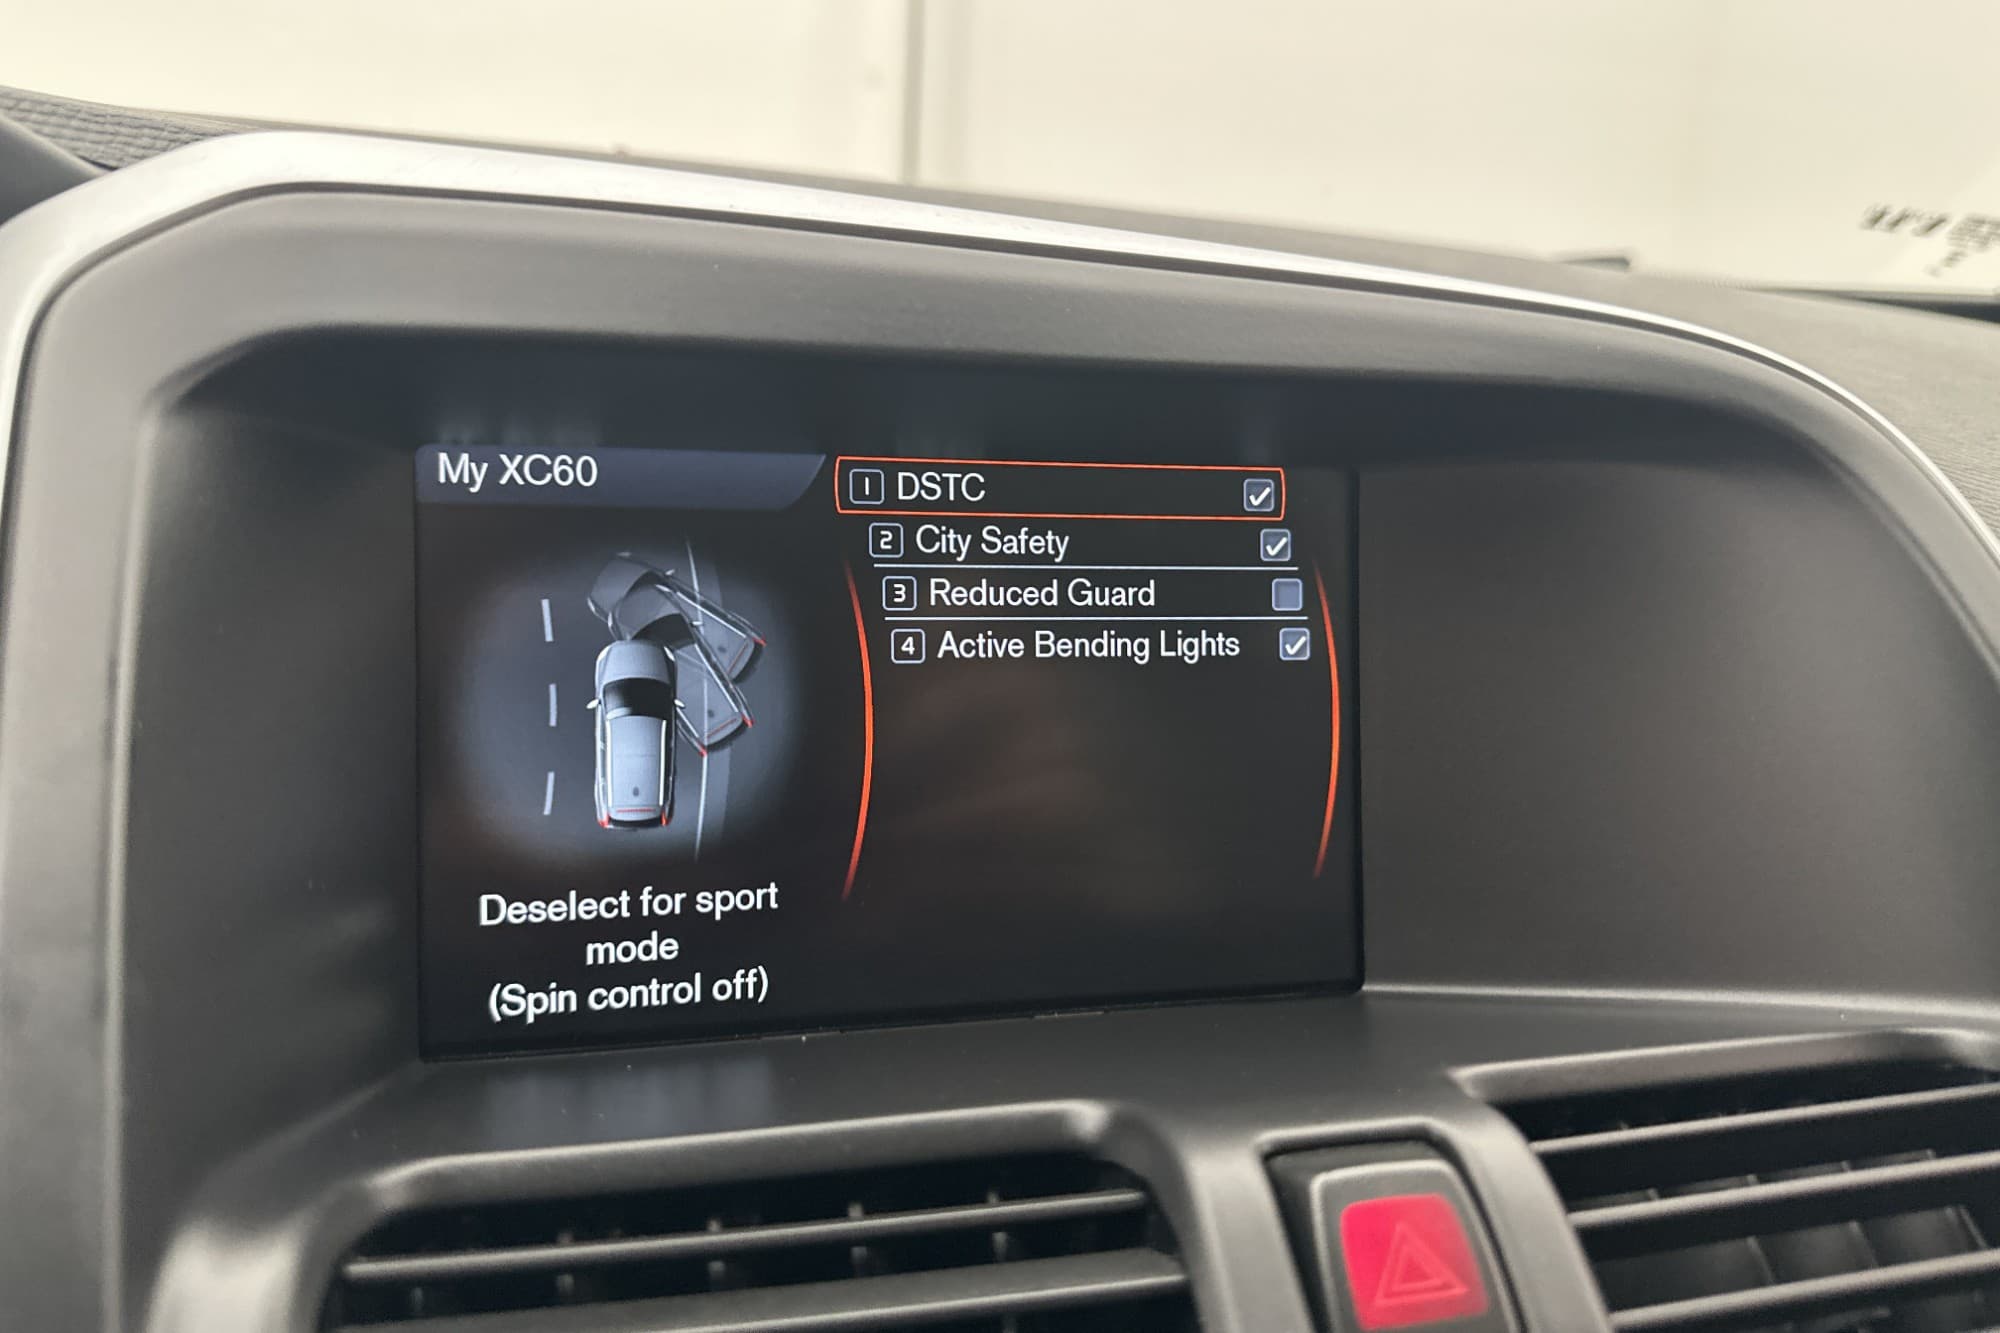 My XC60
1 DSTC
2 City Safety
3 Reduced Guard
4 Active Bending Lights
Deselect for sport
mode
(Spin control off)